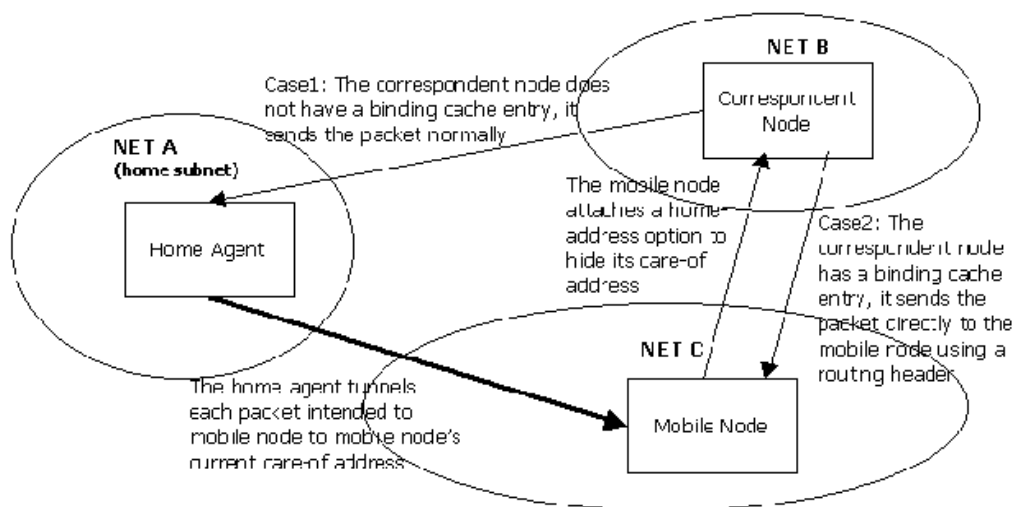 NET B
Correspondent
Node
Case1: The correspondent node does
not have a binding cache entry, it
sends the packet normally
NET A
(home subnet)
Home Agent
The mobile node
attaches a home-
address option to
hide its care-of
address
Case2: The
correspondent node
has a binding cache
entry, it sends the
packet directly to the
mobile node using a
routing header
NET C
Mobile Node
The home agent tunnels
each packet intended to
mobile node to mobile node's
current care-of address